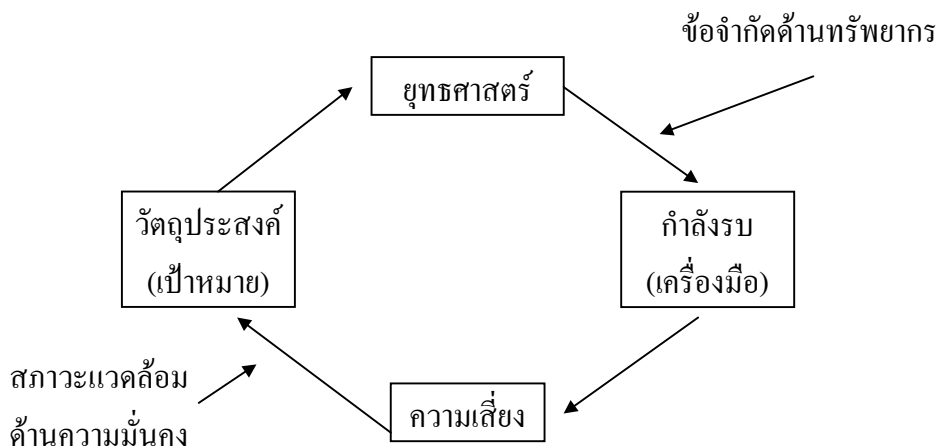 ข้อจำกัดด้านทรัพยากร
ยุทธศาสตร์
วัตถุประสงค์
(เป้าหมาย)
กำลังรบ
(เครื่องมือ)
สภาวะแวดล้อม
ด้านความมั่นคง
ความเสี่ยง